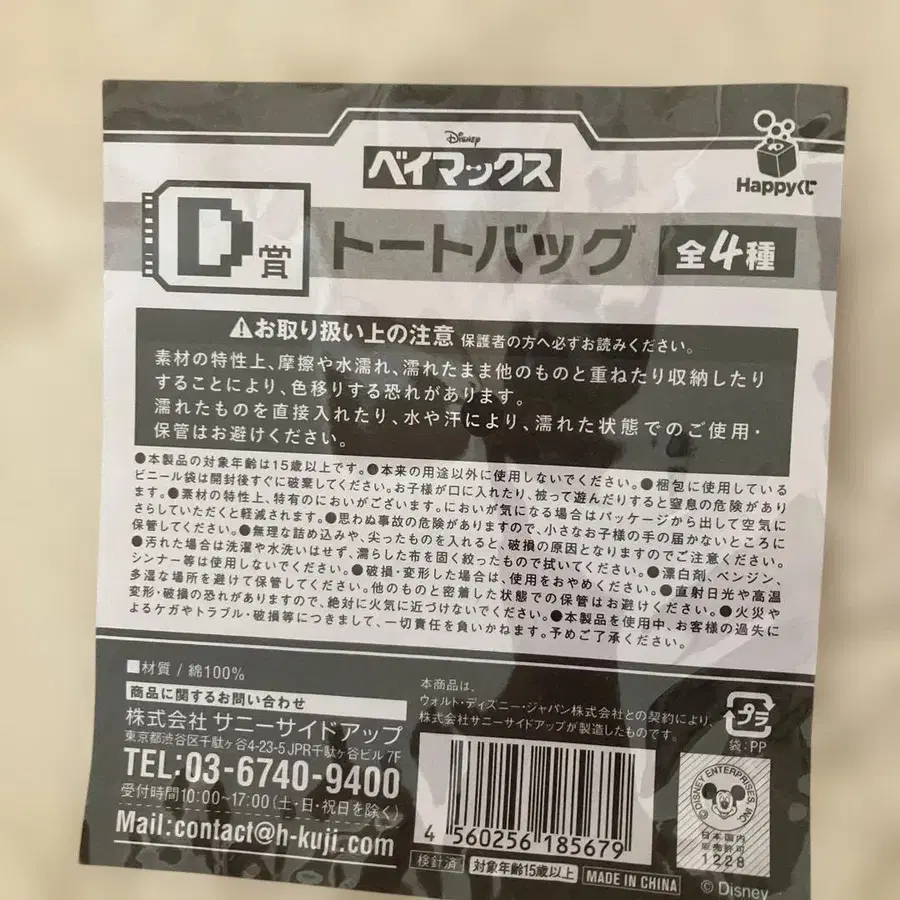 Disney
ベイマックス
Happyくじ
D賞
トートバッグ 全4種
お取り扱い上の注意 保護者の方へ必ずお読みください。
素材の特性上、摩擦や水濡れ、濡れたまま他のものと重ねたり収納したり
することにより、色移りする恐れがあります。
濡れたものを直接入れたり、水や汗により、濡れた状態でのご使用・
保管はお避けください。
●本製品の対象年齢は15歳以上です。●本来の用途以外に使用しないでください。●梱包に使用している
ビニール袋は開封後すぐに破棄してください。お子様が口に入れたり、被って遊んだりすると窒息の危険があり
ます。●素材の特性上、特有のにおいがございます。においが気になる場合はパッケージから出して空気に
さらしていただくと軽減されます。●思わぬ事故の危険がありますので、小さなお子様の手の届かないところに
保管してください。●無理な詰め込みや、尖ったものを入れると、破損の原因となりますのでご注意ください。
●汚れた場合は洗濯や水洗いはせず、濡らした布を固く絞ったもので拭いてください。●漂白剤、ベンジン、
シンナー等は使用しないでください。●破損・変形した場合は、使用をおやめください。●直射日光や高温
多湿な場所を避けて保管してください。他のものと密着した状態での保管はお避けください。●火災や
変形・破損の恐れがありますので、絶対に火気に近づけないでください。●本製品を使用中、お客様の過失に
よるケガやトラブル・破損等につきまして、一切責任を負いかねます。予めご了承ください。
■材質 / 綿100%
商品に関するお問い合わせ
株式会社 サニーサイドアップ
東京都渋谷区千駄ヶ谷4-23-5 JPR千駄ヶ谷ビル 7F
TEL:03-6740-9400
受付時間10:00~17:00(土・日・祝日を除く)
Mail:contact@h-kuji.com
本商品は、
ウォルト・ディズニー・ジャパン株式会社との契約により、
株式会社サニーサイドアップが製造したものです。
プラ
袋:PP
4 560256 185679
検針済 対象年齢15歳以上 MADE IN CHINA
© DISNEY ENTERPRISES, INC.
日本国内
販売許可
1228
© Disney